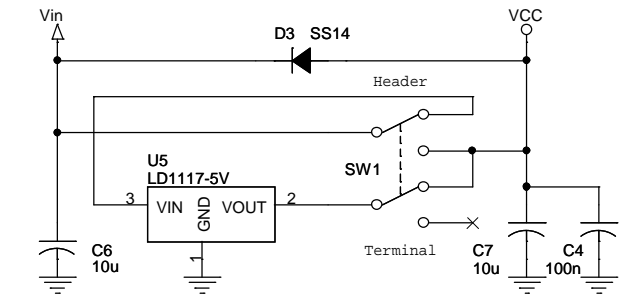 Vin
VCC
D3 SS14
Header
U5
LD1117-5V
SW1
3
VIN
GND
VOUT
2
1
Terminal
C6
10u
C7
10u
C4
100n